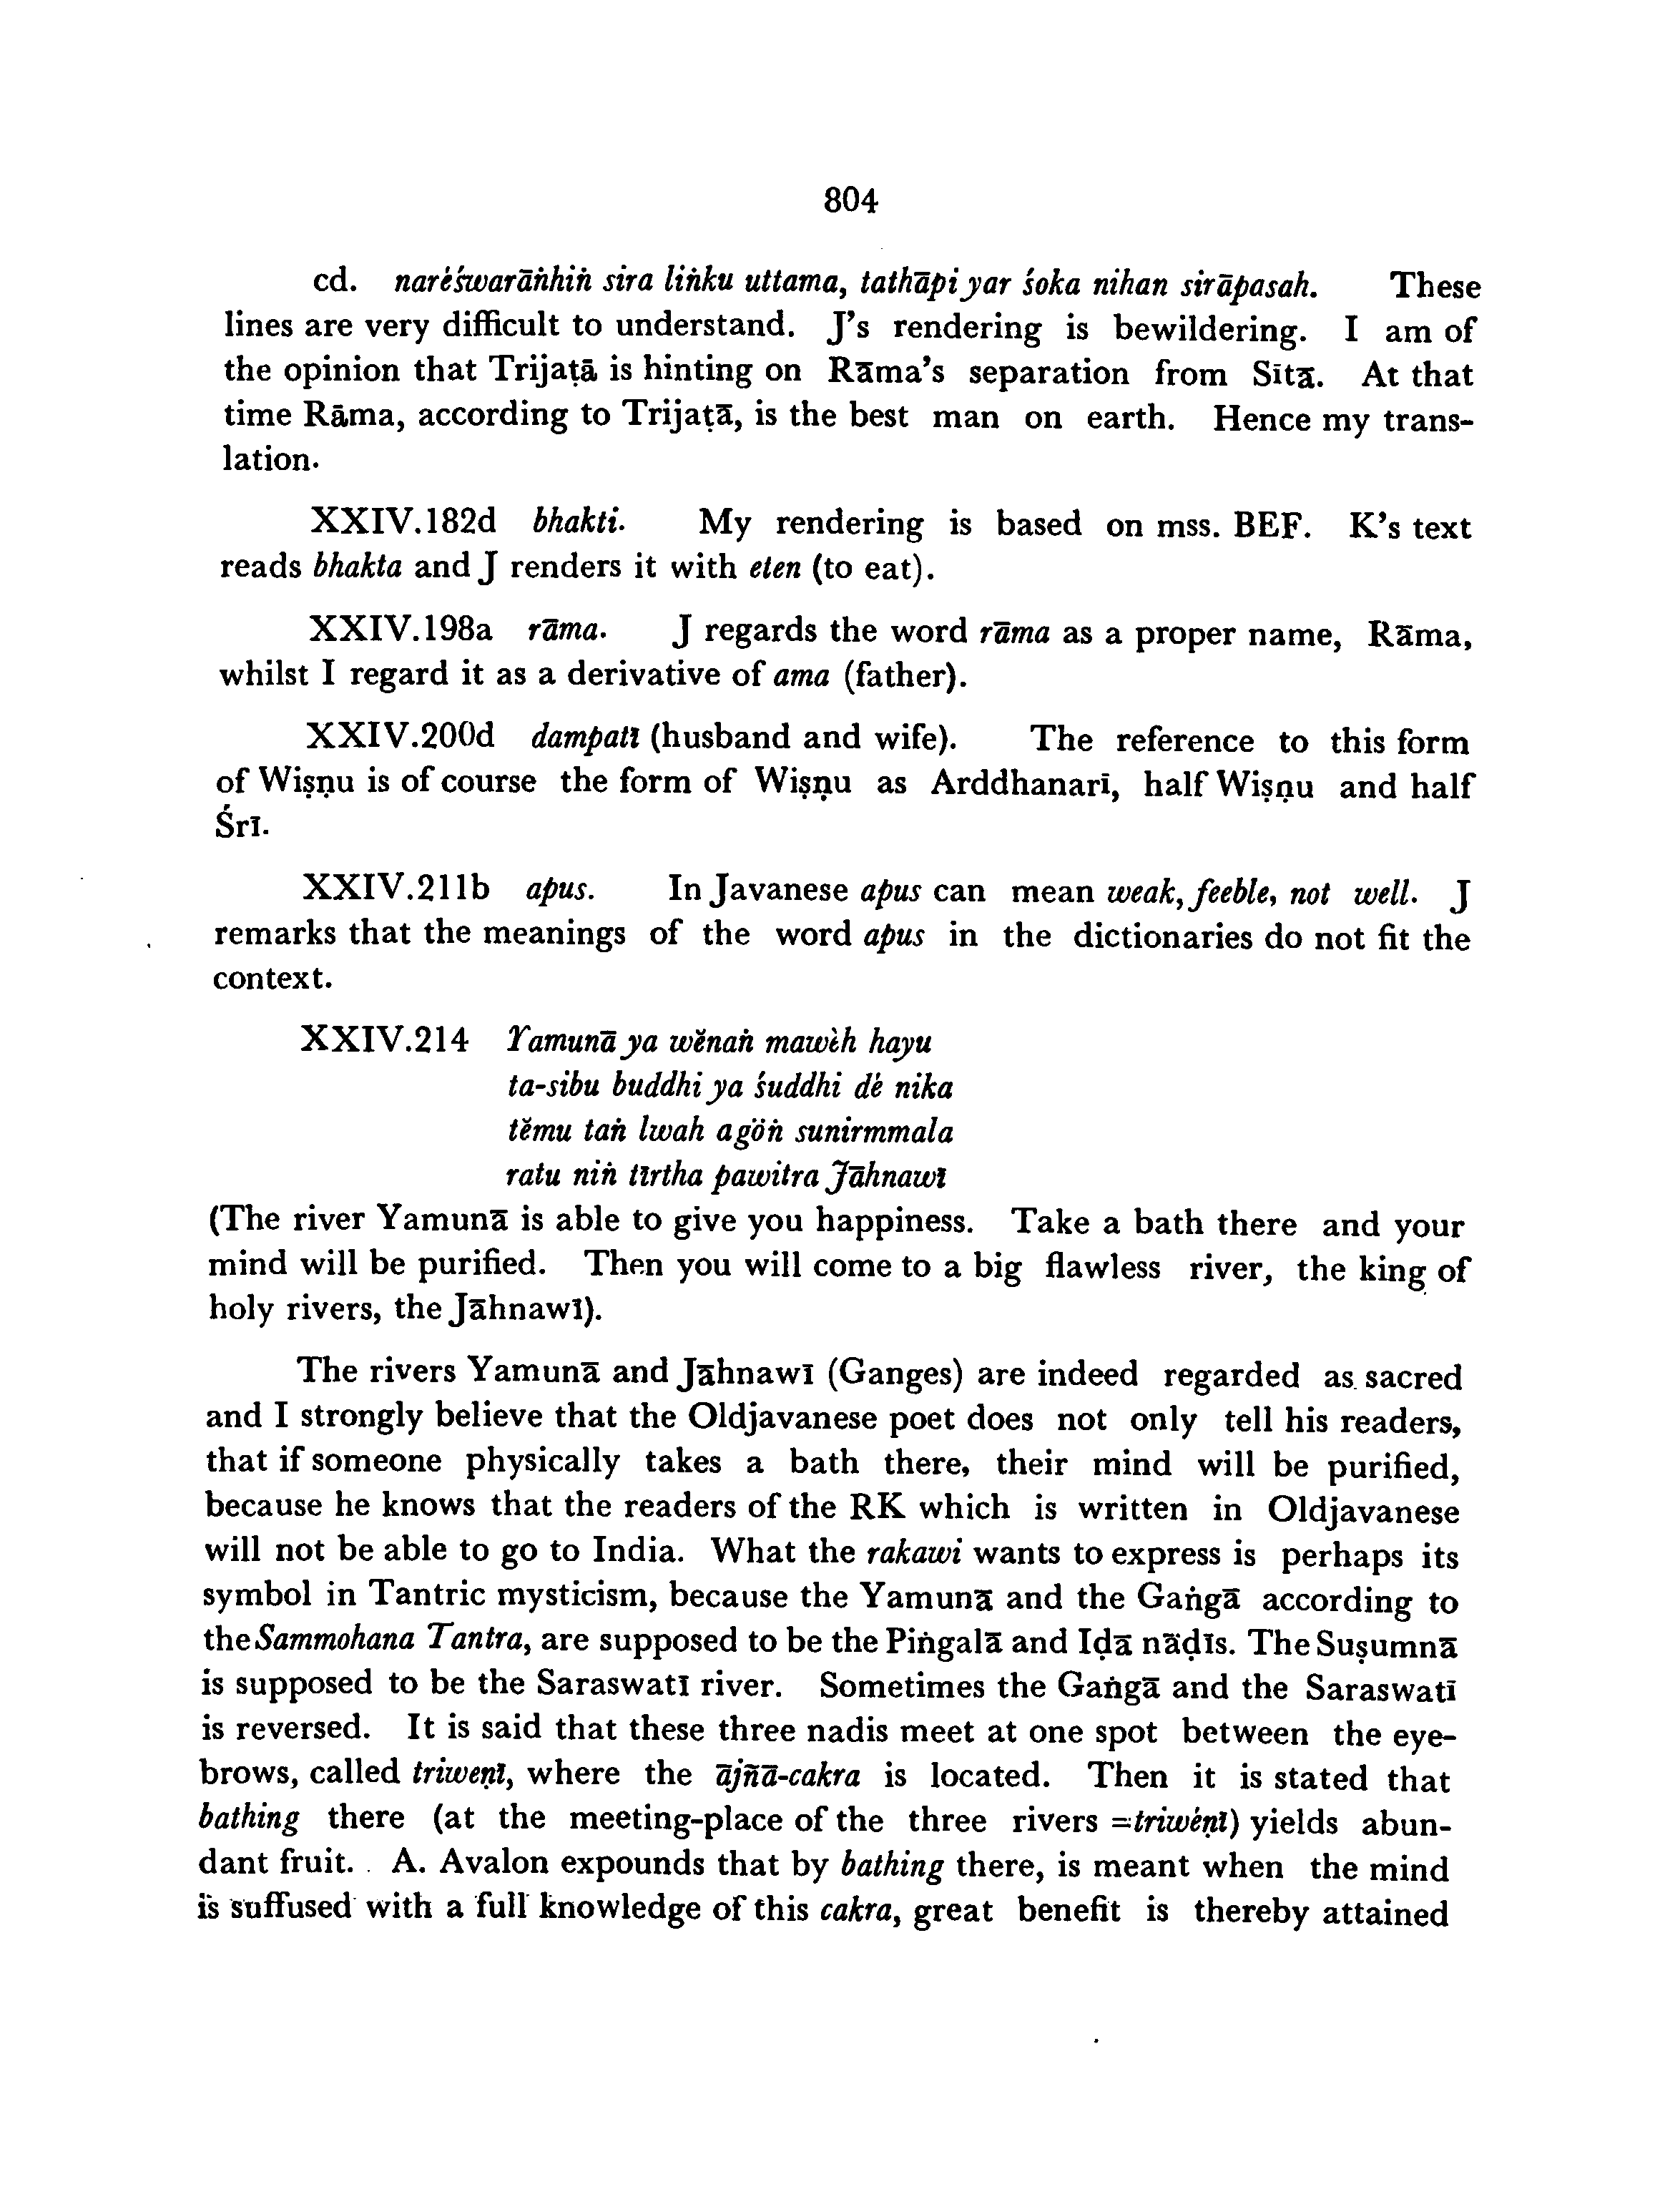 804
cd. narèśwarāṅhiṅ sira liṅku uttama, tathāpi yar śoka nihan sirāpasah. These
lines are very difficult to understand. J's rendering is bewildering. I am of
the opinion that Trijaṭā is hinting on Rāma's separation from Sītā. At that
time Rāma, according to Trijaṭā, is the best man on earth. Hence my trans-
lation.
XXIV.182d bhakti. My rendering is based on mss. BEF. K's text
reads bhakta and J renders it with eten (to eat).
XXIV.198a rāma. J regards the word rāma as a proper name, Rāma,
whilst I regard it as a derivative of ama (father).
XXIV.200d dampatī (husband and wife). The reference to this form
of Wiṣṇu is of course the form of Wiṣṇu as Arddhanarī, half Wiṣṇu and half
Śrī.
XXIV.211b apus. In Javanese apus can mean weak, feeble, not well. J
remarks that the meanings of the word apus in the dictionaries do not fit the
context.
XXIV.214 Yamunā ya wĕnaṅ mawèh hayu
ta-sibu buddhi ya śuddhi dé nika
tĕmu taṅ lwah agöṅ sunirmmala
ratu niṅ tīrtha pawitra Jāhnawī
(The river Yamunā is able to give you happiness. Take a bath there and your
mind will be purified. Then you will come to a big flawless river, the king of
holy rivers, the Jāhnawī).
The rivers Yamunā and Jāhnawī (Ganges) are indeed regarded as sacred
and I strongly believe that the Oldjavanese poet does not only tell his readers,
that if someone physically takes a bath there, their mind will be purified,
because he knows that the readers of the RK which is written in Oldjavanese
will not be able to go to India. What the rakawi wants to express is perhaps its
symbol in Tantric mysticism, because the Yamunā and the Gaṅgā according to
the Sammohana Tantra, are supposed to be the Piṅgalā and Iḍā nāḍīs. The Suṣumnā
is supposed to be the Saraswatī river. Sometimes the Gaṅgā and the Saraswatī
is reversed. It is said that these three nadis meet at one spot between the eye-
brows, called triweṇī, where the ājñā-cakra is located. Then it is stated that
bathing there (at the meeting-place of the three rivers =triwéṇī) yields abun-
dant fruit. A. Avalon expounds that by bathing there, is meant when the mind
is suffused with a full knowledge of this cakra, great benefit is thereby attained